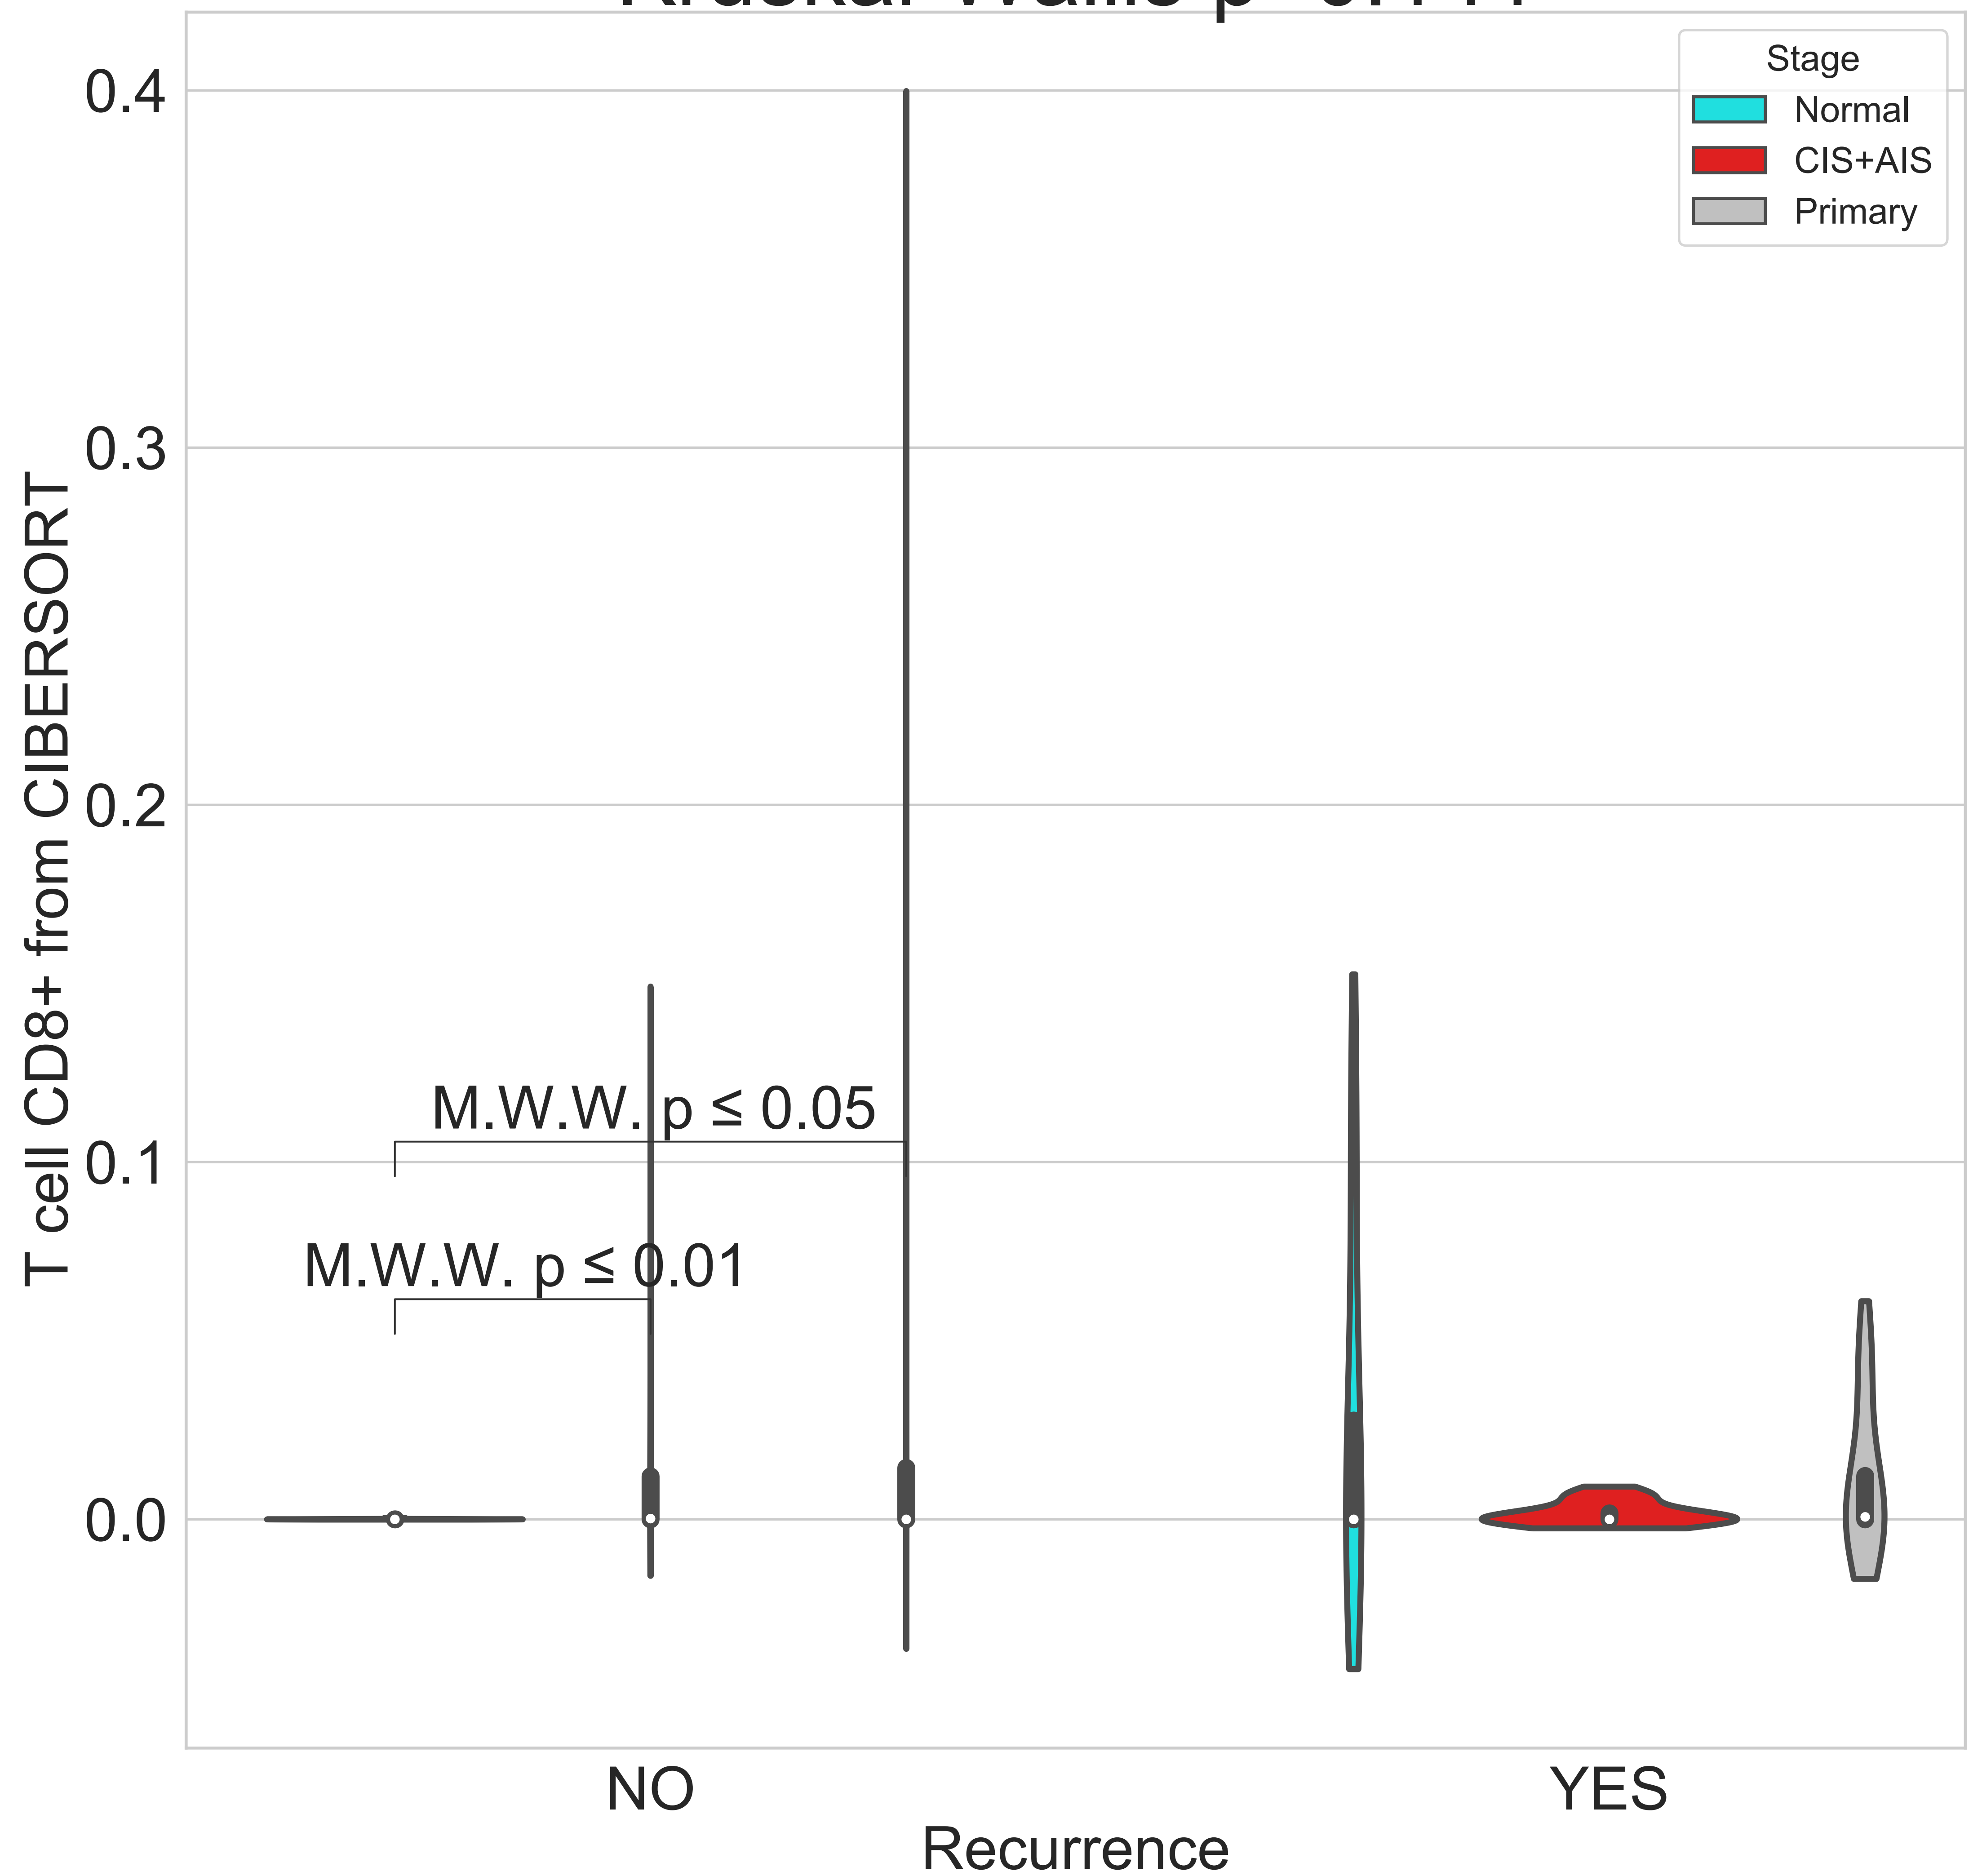 Stage
Normal
CIS+AIS
Primary
0.4
0.3
0.2
0.1
0.0
T cell CD8+ from CIBERSORT
M.W.W. p ≤ 0.05
M.W.W. p ≤ 0.01
NO
YES
Recurrence